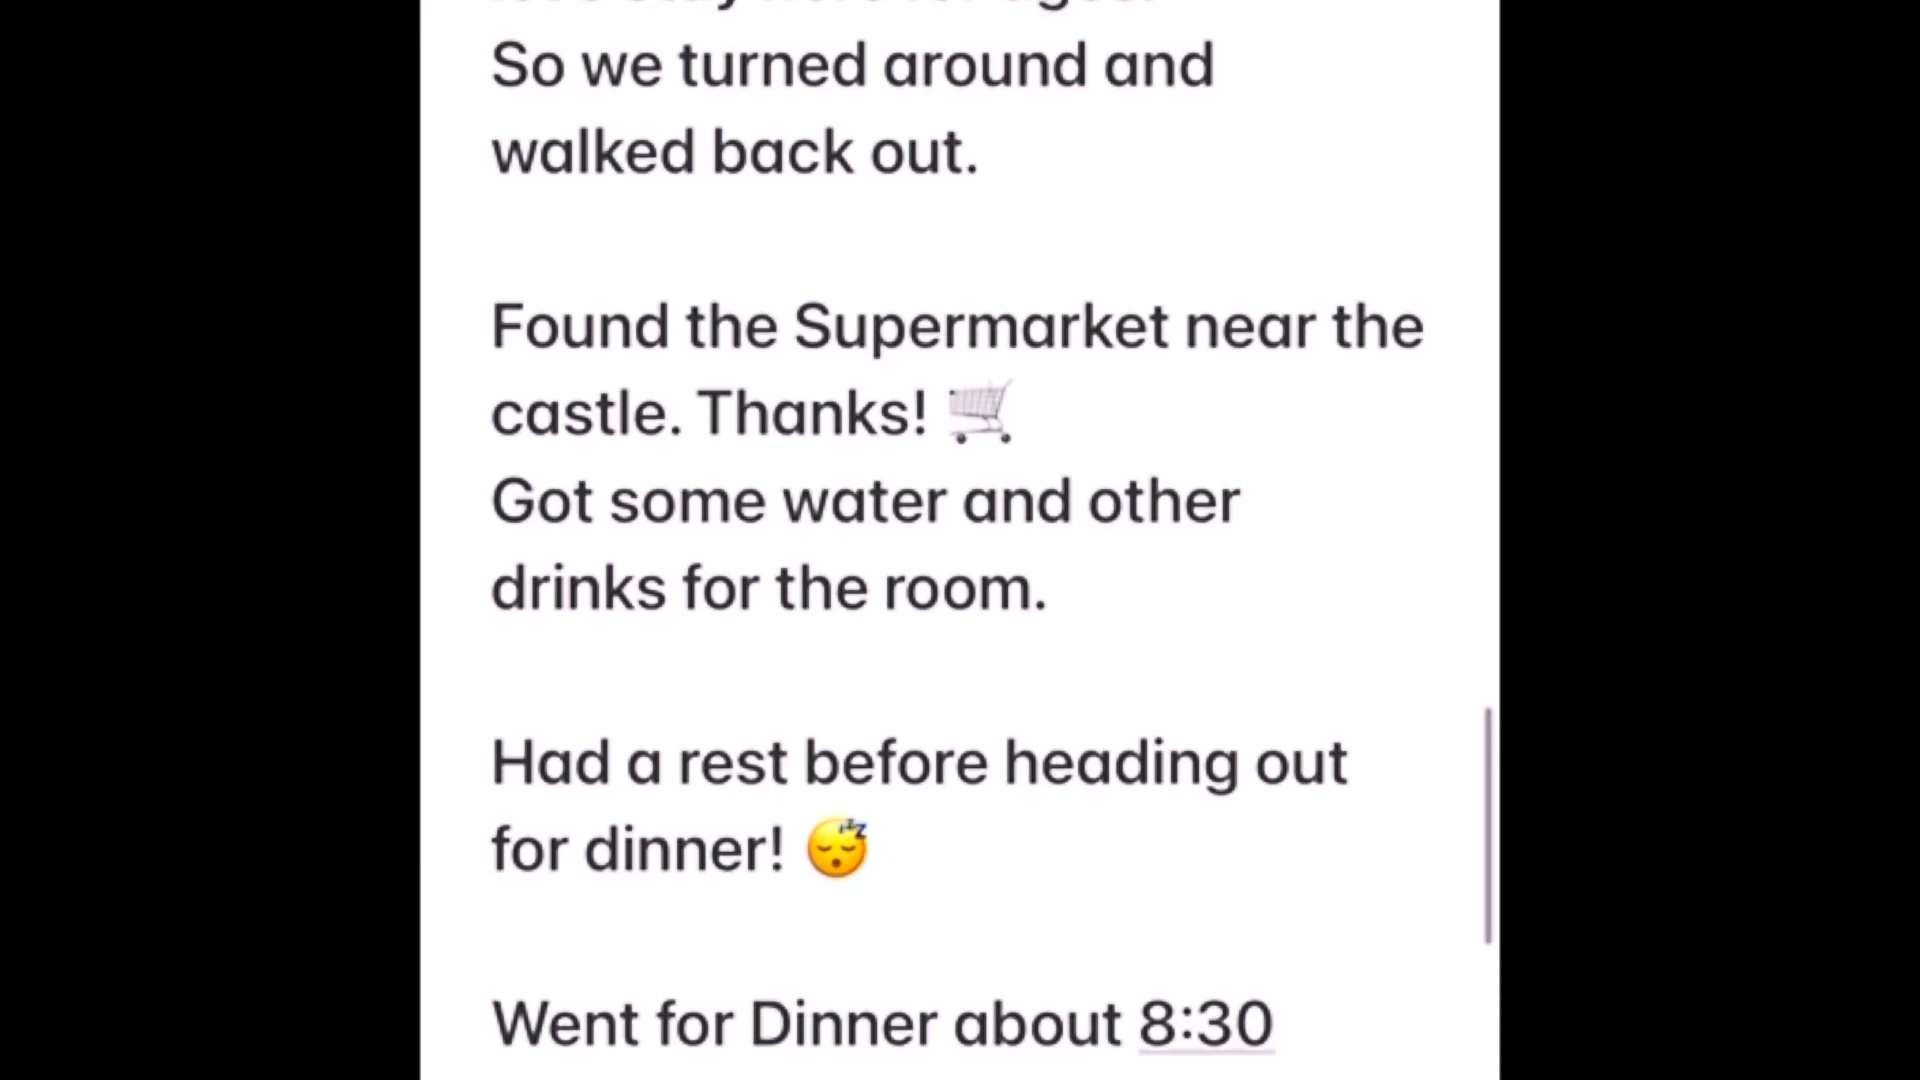 So we turned around and
walked back out.
Found the Supermarket near the
castle. Thanks! 🛒
Got some water and other
drinks for the room.
Had a rest before heading out
for dinner! 😴
Went for Dinner about 8:30